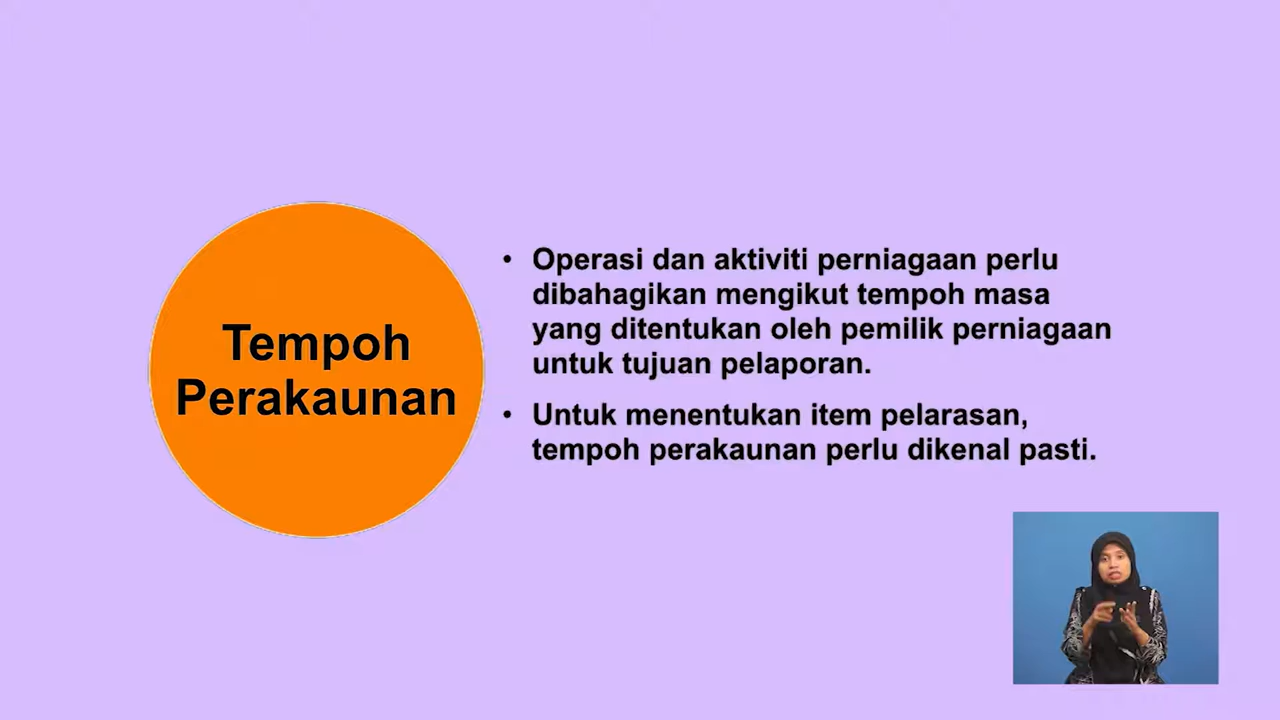 Tempoh
Perakaunan
• Operasi dan aktiviti perniagaan perlu
dibahagikan mengikut tempoh masa
yang ditentukan oleh pemilik perniagaan
untuk tujuan pelaporan.
• Untuk menentukan item pelarasan,
tempoh perakaunan perlu dikenal pasti.